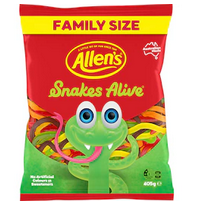 FAMILY SIZE
Allen's
Snakes Alive
No Artificial
Colours or
Sweeteners
405g